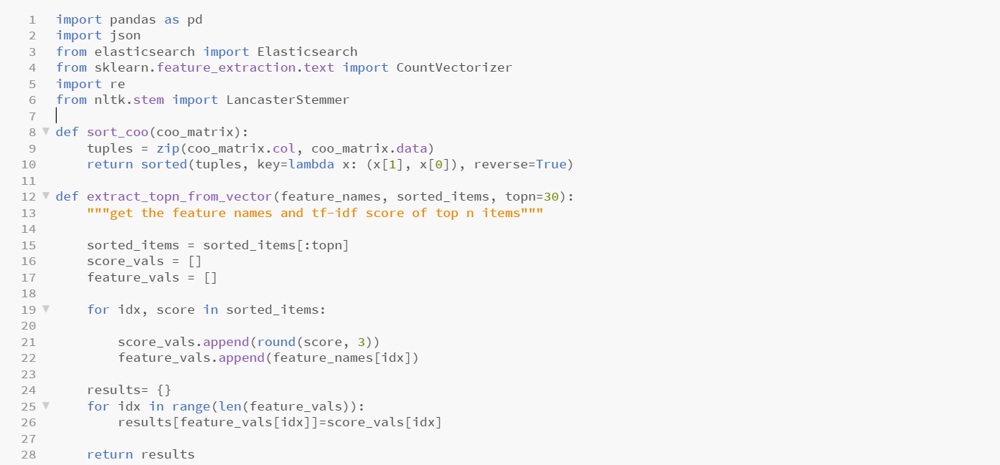 1 import pandas as pd
2 import json
3 from elasticsearch import Elasticsearch
4 from sklearn.feature_extraction.text import CountVectorizer
5 import re
6 from nltk.stem import LancasterStemmer
7
8 def sort_coo(coo_matrix):
9     tuples = zip(coo_matrix.col, coo_matrix.data)
10     return sorted(tuples, key=lambda x: (x[1], x[0]), reverse=True)
11
12 def extract_topn_from_vector(feature_names, sorted_items, topn=30):
13     """get the feature names and tf-idf score of top n items"""
14
15     sorted_items = sorted_items[:topn]
16     score_vals = []
17     feature_vals = []
18
19     for idx, score in sorted_items:
20
21         score_vals.append(round(score, 3))
22         feature_vals.append(feature_names[idx])
23
24     results= {}
25     for idx in range(len(feature_vals)):
26         results[feature_vals[idx]]=score_vals[idx]
27
28     return results